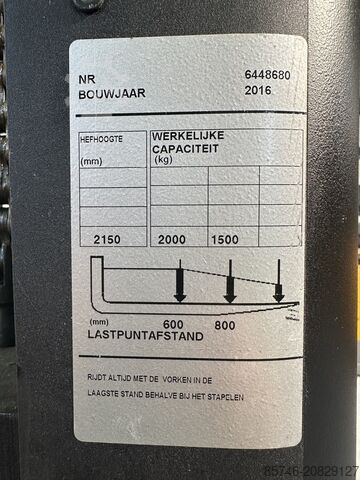 NR 6448680
BOUWJAAR 2016
HEFHOOGTE WERKELIJKE
CAPACITEIT
(mm) (kg)
2150 2000 1500
(mm) 600 800
LASTPUNTAFSTAND
RIJDT ALTIJD MET DE VORKEN IN DE
LAAGSTE STAND BEHALVE BIJ HET STAPELEN
85746-20829127